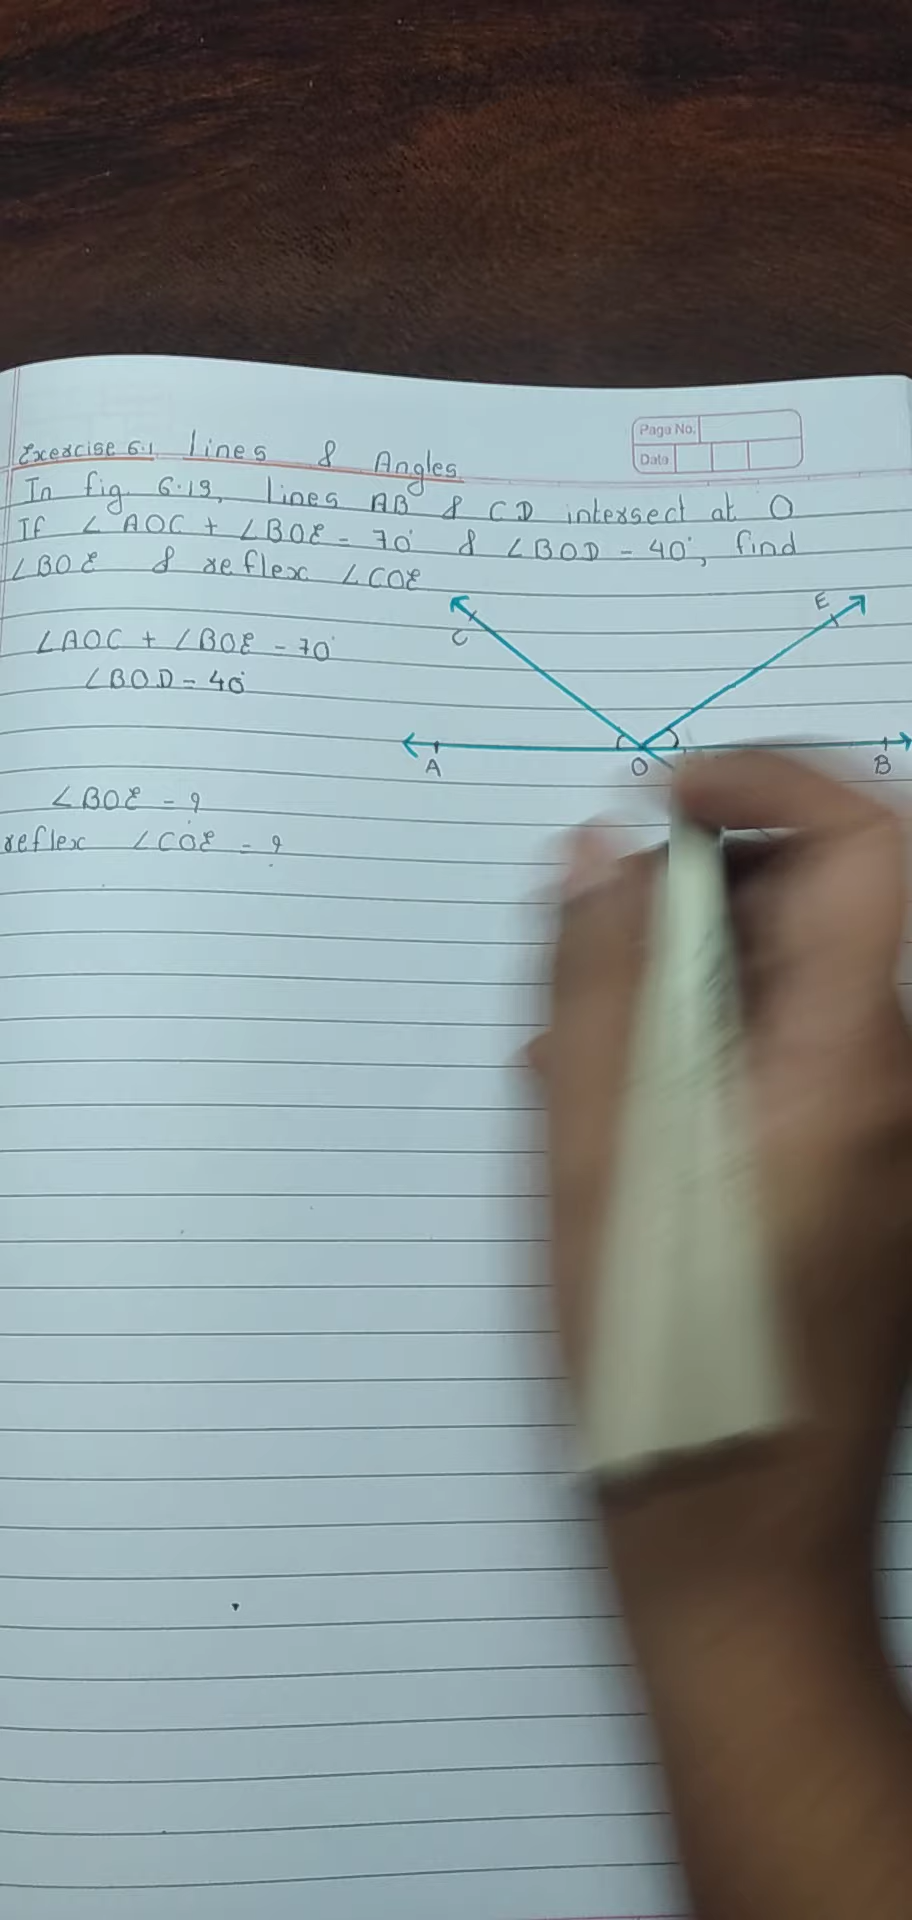 Exercise 6.1 Lines & Angles
Page No.
Date
In fig. 6.19, lines AB & CD intersect at O
If ∠AOC + ∠BOE = 70° & ∠BOD = 40°, find
∠BOE & reflex ∠COE
∠AOC + ∠BOE = 70°
∠BOD = 40°
C
E
A
O
B
∠BOE = ?
reflex ∠COE = ?